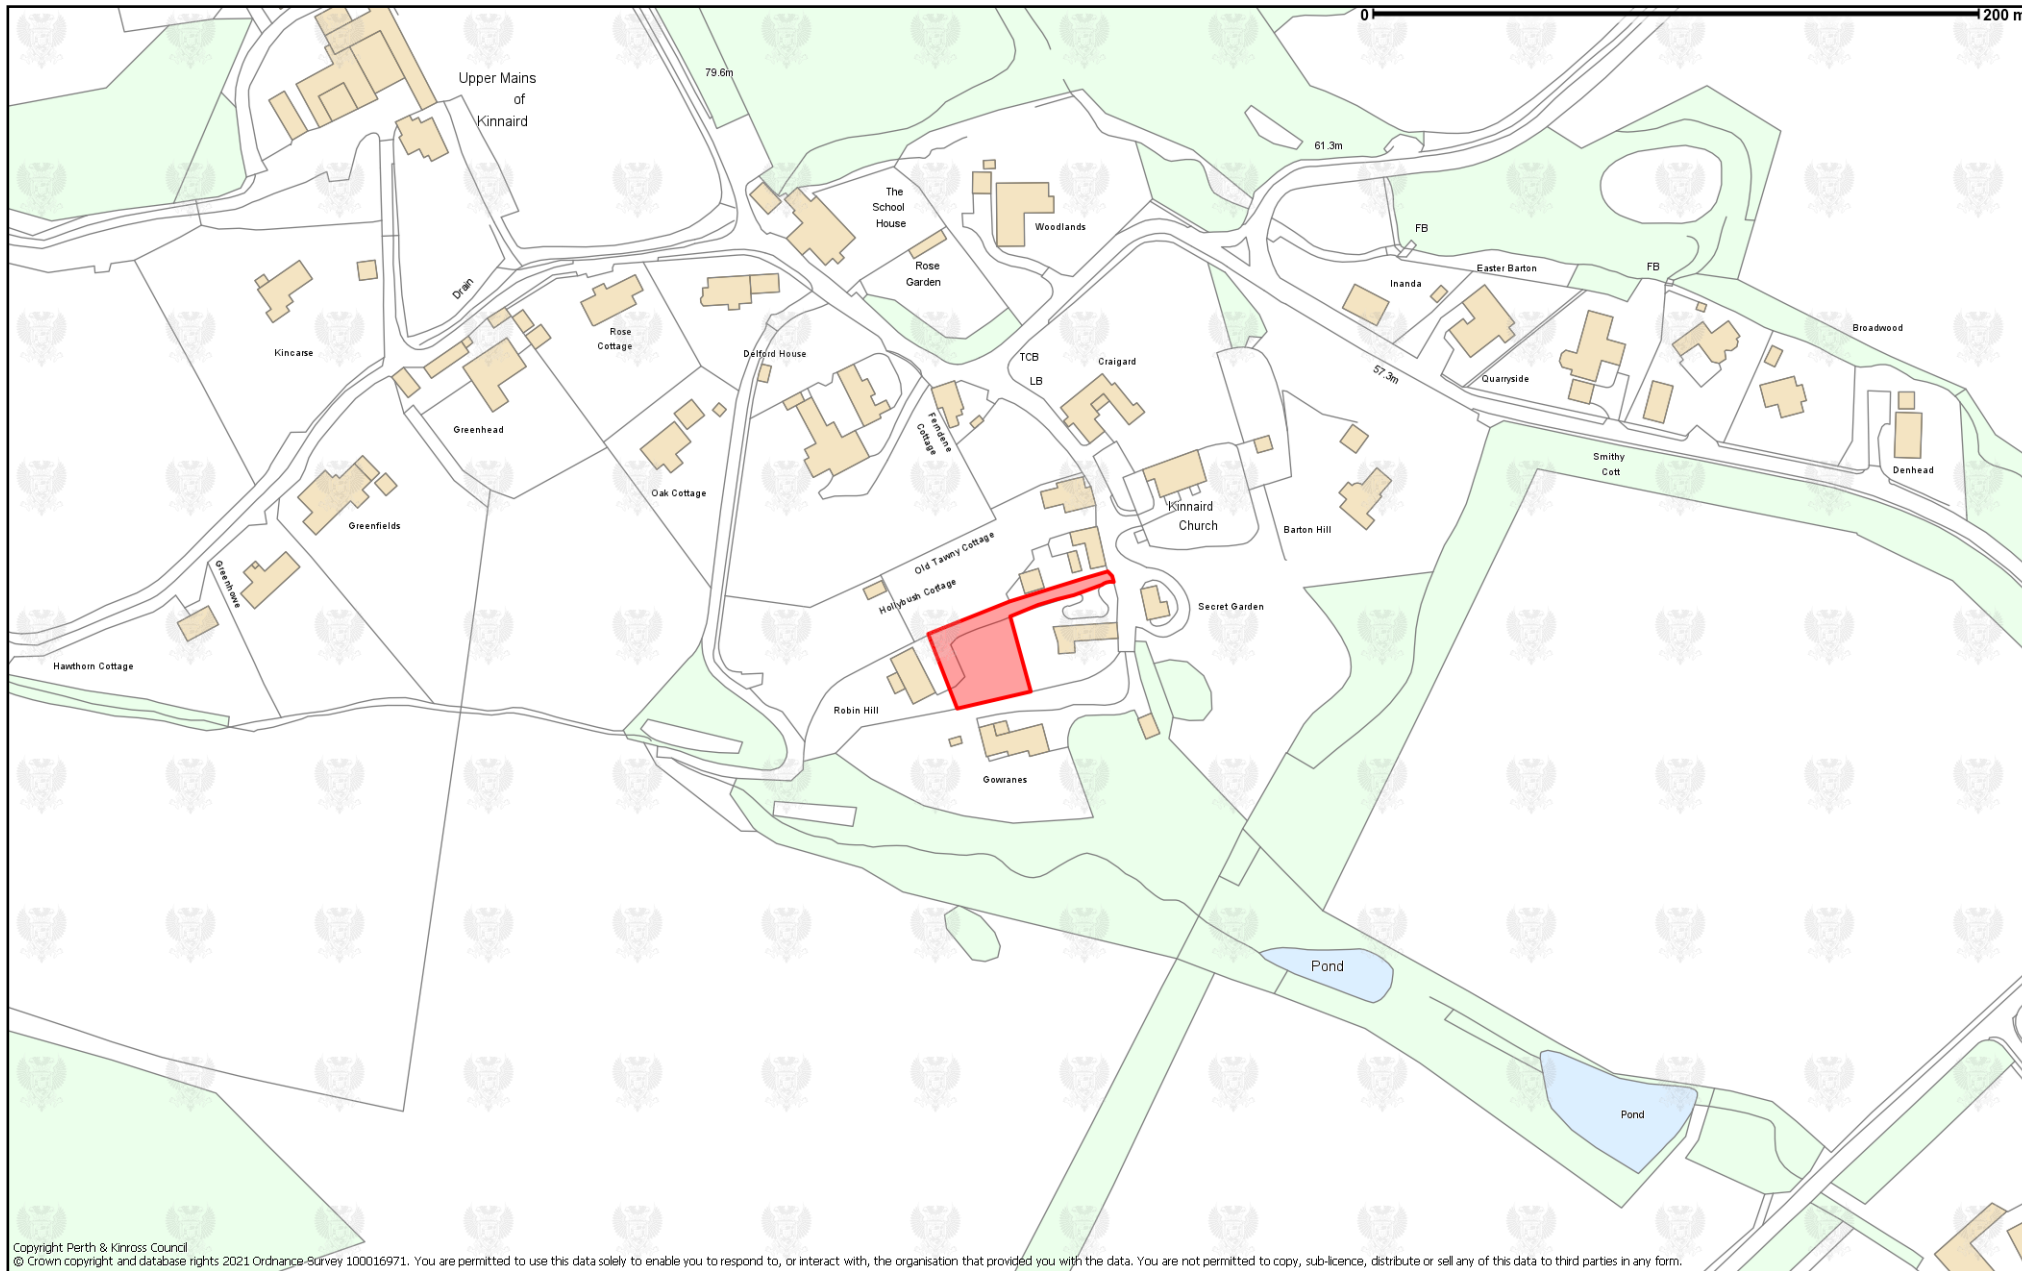 0 200 m
Upper Mains
of
Kinnaird
79.6m
61.3m
The
School
House
Woodlands
FB
Rose
Garden
Easter Barton
FB
Inanda
Drain
Broadwood
Rose
Cottage
Kincarse
Delford House
TCB
Craigard
LB
57.3m
Quarryside
Greenhead
Ferndene
Cottage
Smithy
Cott
Denhead
Oak Cottage
Kinnaird
Church
Greenfields
Barton Hill
Old Tawny Cottage
Greenhowe
Hollybush Cottage
Secret Garden
Hawthorn Cottage
Robin Hill
Gowranes
Pond
Pond
Copyright Perth & Kinross Council
© Crown copyright and database rights 2021 Ordnance Survey 100016971. You are permitted to use this data solely to enable you to respond to, or interact with, the organisation that provided you with the data. You are not permitted to copy, sub-licence, distribute or sell any of this data to third parties in any form.